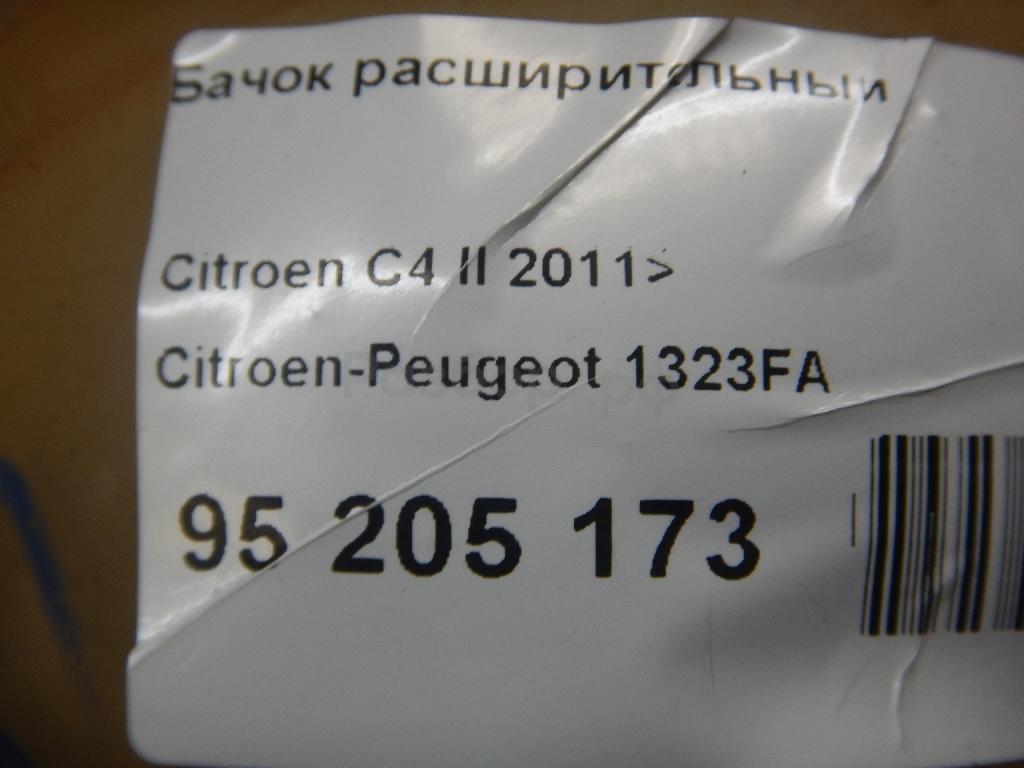 Бачок расширительный
Citroen C4 II 2011>
Citroen-Peugeot 1323FA
95 205 173